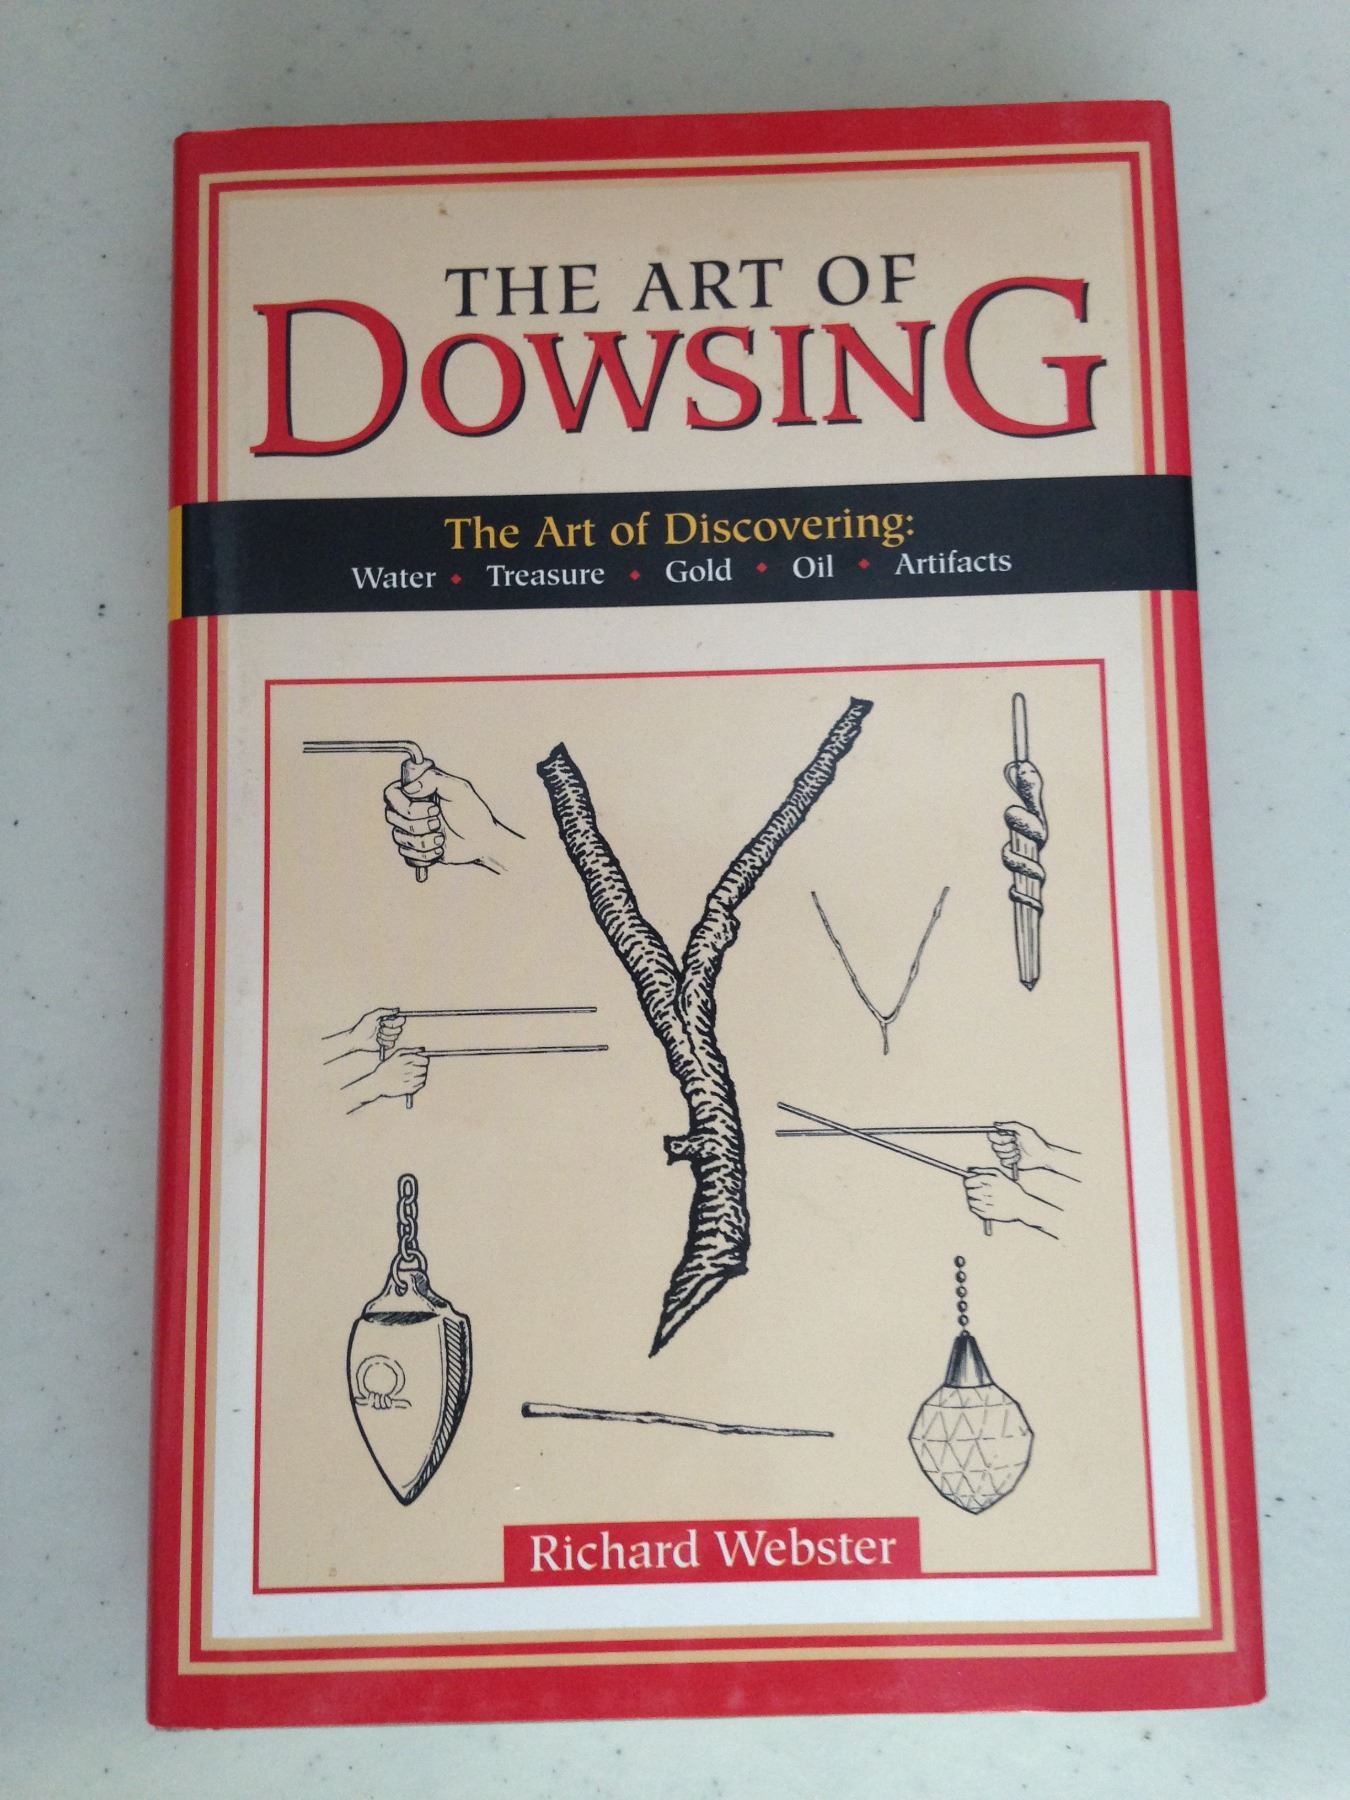 THE ART OF
DOWSING
The Art of Discovering:
Water ♦ Treasure ♦ Gold ♦ Oil ♦ Artifacts
Richard Webster